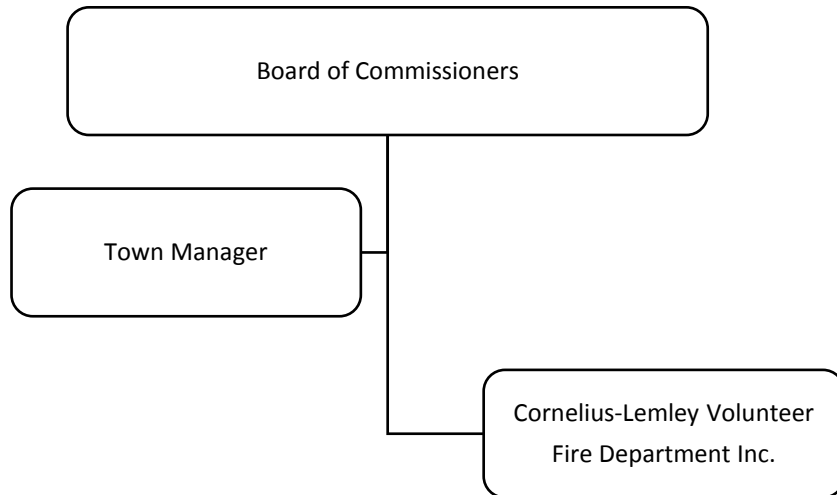 Board of Commissioners
Town Manager
Cornelius-Lemley Volunteer
Fire Department Inc.